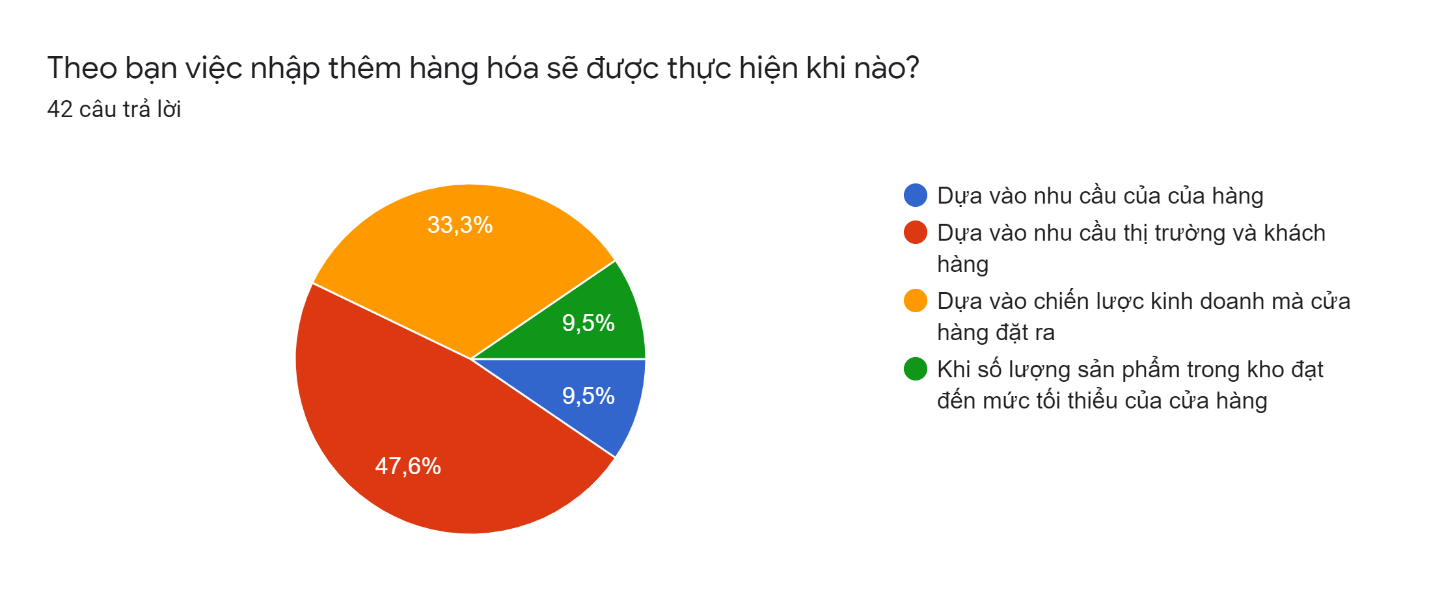 Theo bạn việc nhập thêm hàng hóa sẽ được thực hiện khi nào?
42 câu trả lời
33,3%
9,5%
9,5%
47,6%
Dựa vào nhu cầu của của hàng
Dựa vào nhu cầu thị trường và khách
hàng
Dựa vào chiến lược kinh doanh mà cửa
hàng đặt ra
Khi số lượng sản phẩm trong kho đạt
đến mức tối thiểu của cửa hàng